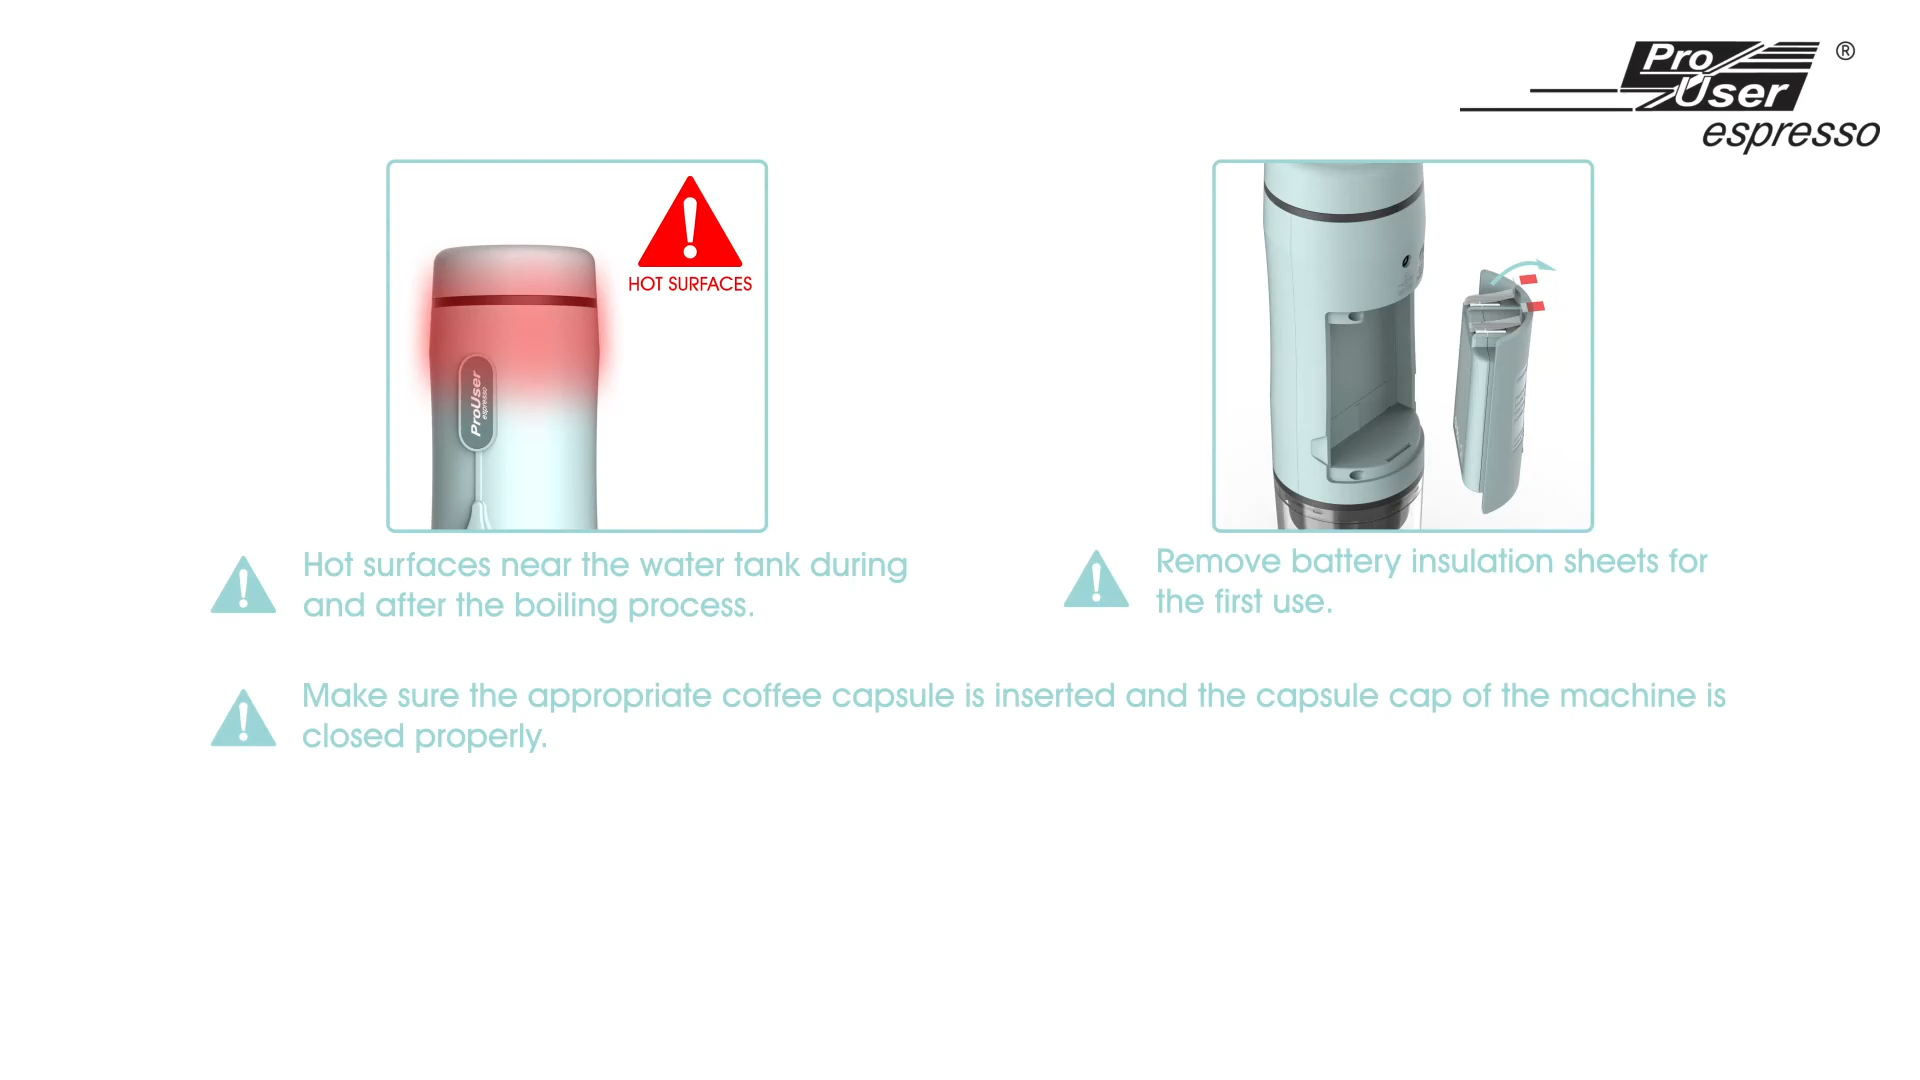 Pro
User
®
espresso
HOT SURFACES
ProUser
espresso
Hot surfaces near the water tank during
and after the boiling process.
Remove battery insulation sheets for
the first use.
Make sure the appropriate coffee capsule is inserted and the capsule cap of the machine is
closed properly.